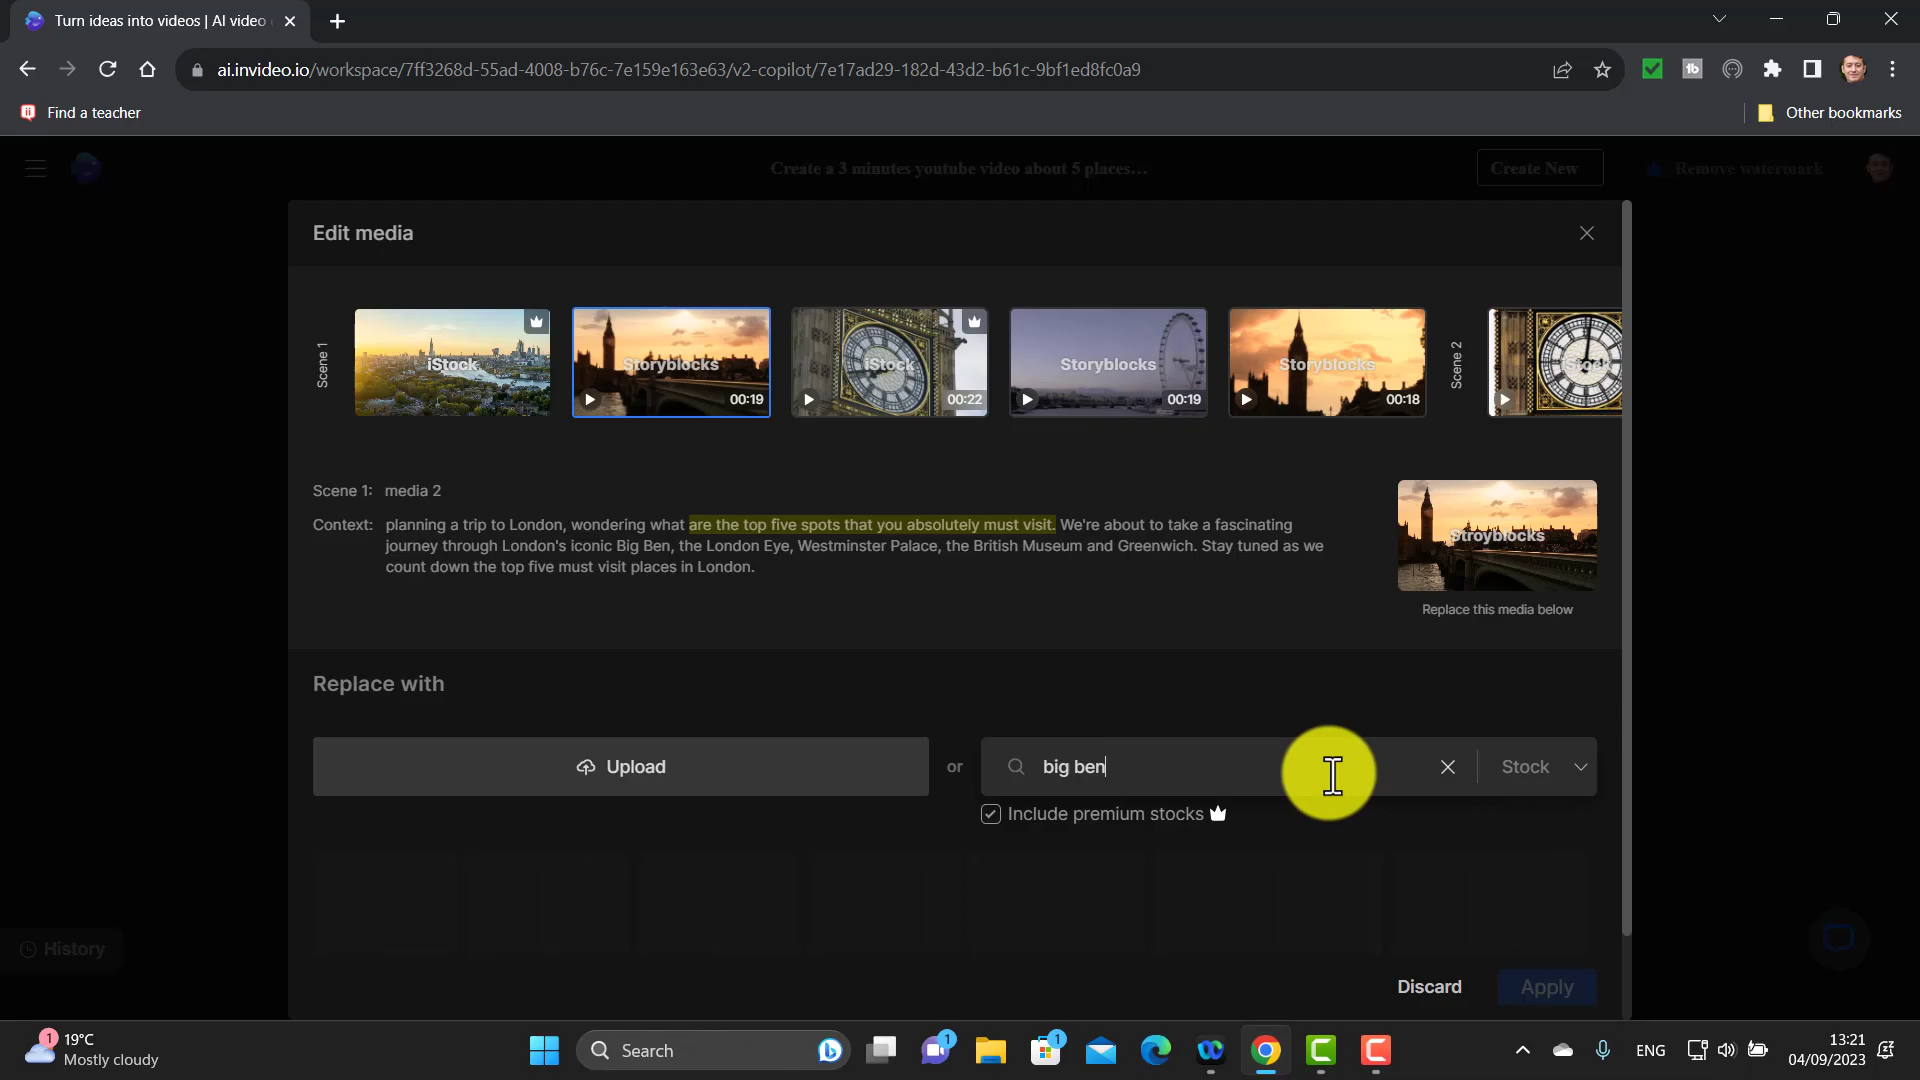 Turn ideas into videos | AI video
ai.invideo.io/workspace/7ff3268d-55ad-4008-b76c-7e159e163e63/v2-copilot/7e17ad29-182d-43d2-b61c-9bf1ed8fc0a9
Find a teacher
Other bookmarks
Create a 3 minutes youtube video about 5 places...
Create New
Remove watermark
Edit media
Scene 1
iStock
Storyblocks
00:19
iStock
00:22
Storyblocks
00:19
Storyblocks
00:18
Scene 2
iStock
Scene 1: media 2
Context: planning a trip to London, wondering what are the top five spots that you absolutely must visit. We're about to take a fascinating
journey through London's iconic Big Ben, the London Eye, Westminster Palace, the British Museum and Greenwich. Stay tuned as we
count down the top five must visit places in London.
Stroyblocks
Replace this media below
Replace with
Upload
or
big ben
Stock
Include premium stocks
History
Discard
Apply
1
19°C
Mostly cloudy
Search
1
1
ENG
13:21
04/09/2023